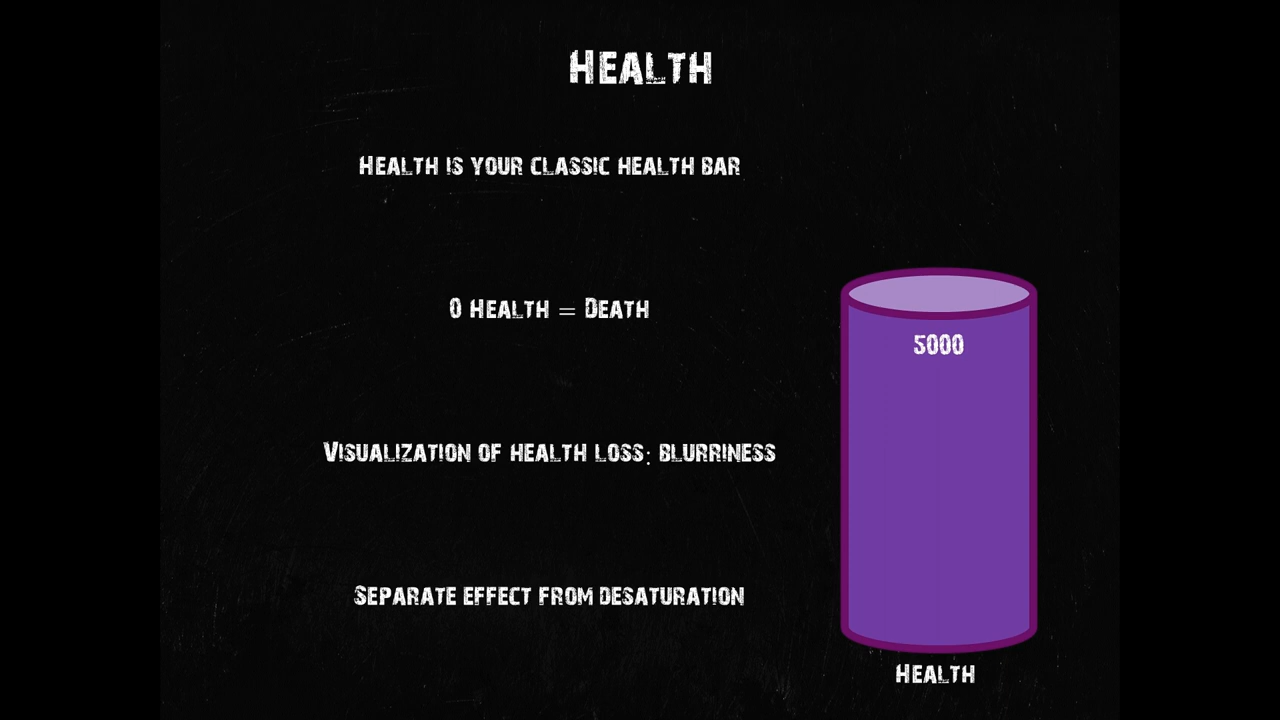 Health
Health is your classic health bar
0 Health = Death
5000
Visualization of health loss: blurriness
Separate effect from desaturation
Health